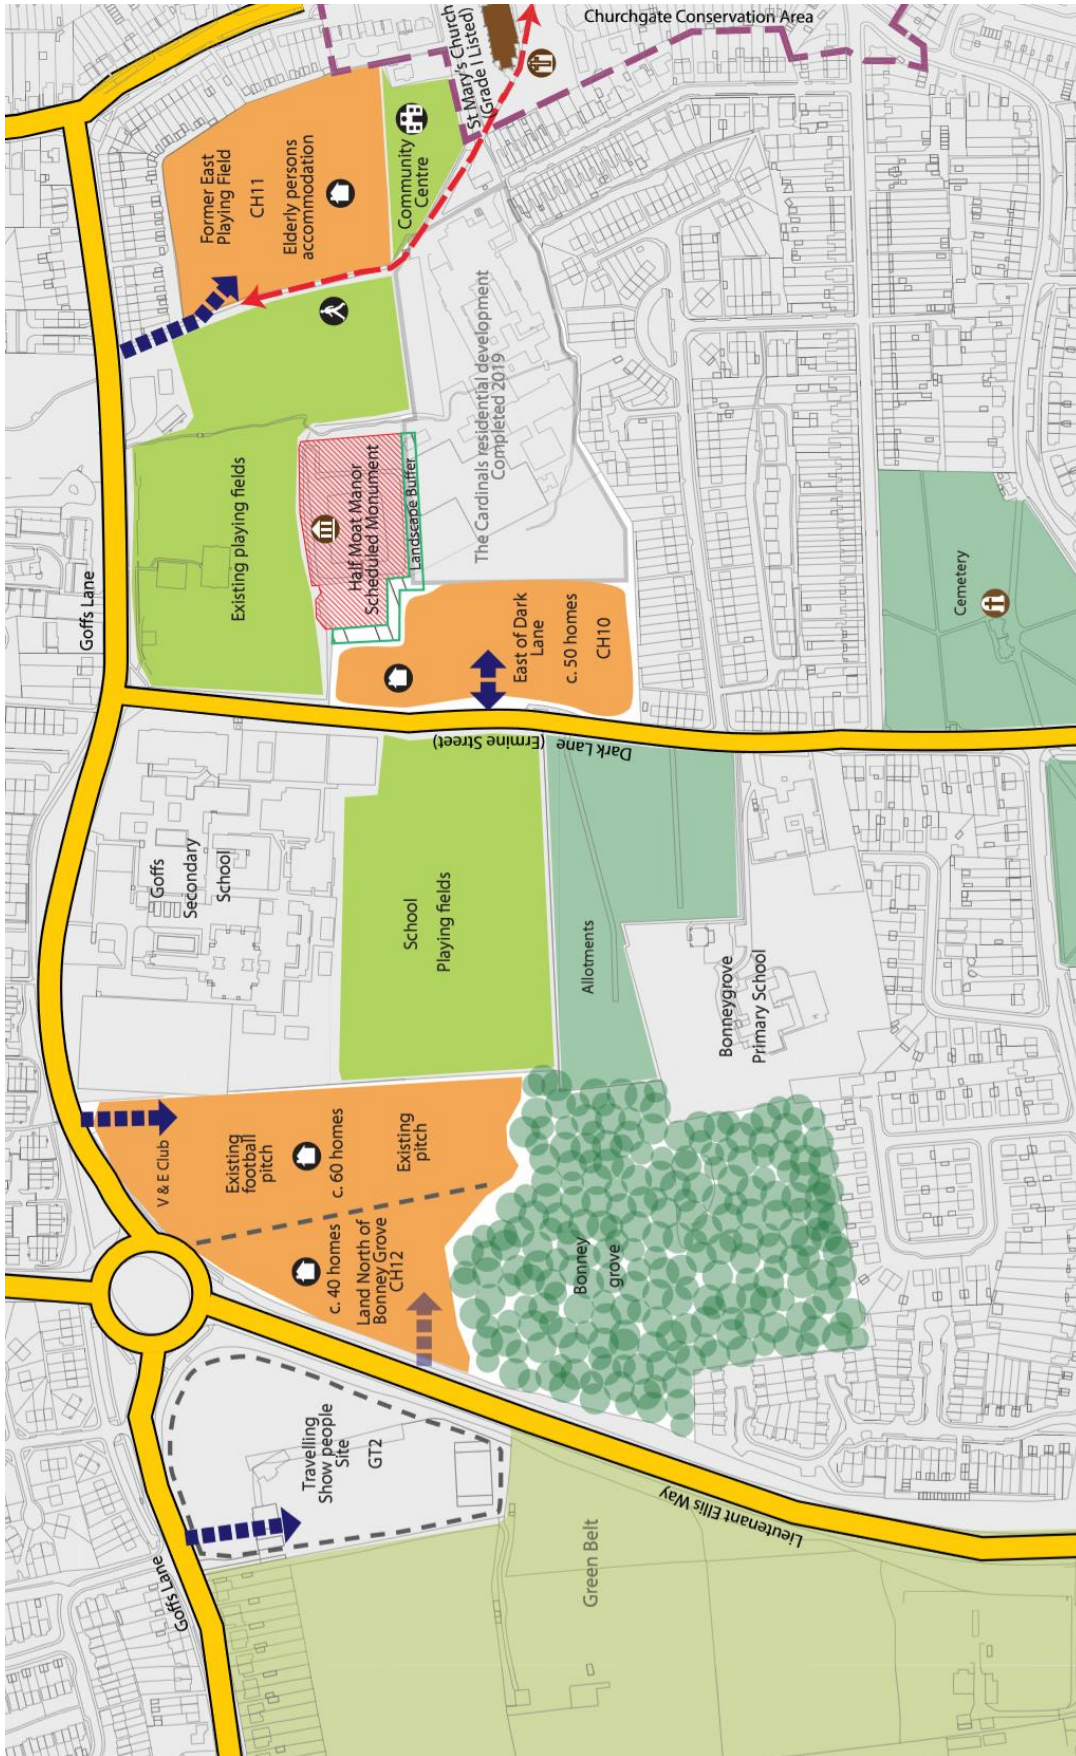 Churchgate Conservation Area
St Mary's Church
(Grade I Listed)
Former East
Playing Field
CH11
Elderly persons
accommodation
Community
Centre
Goffs Lane
Existing playing fields
Half Moat Manor
Scheduled Monument
Landscape Buffer
The Cardinals residential development
Completed 2019
East of Dark
Lane
c. 50 homes
CH10
Cemetery
Dark Lane
(Ermine Street)
Goffs
Secondary
School
School
Playing fields
Allotments
Bonneygrove
Primary School
V & E Club
Existing
football
pitch
c. 60 homes
Existing
pitch
c. 40 homes
Land North of
Bonney Grove
CH12
Bonney
grove
Travelling
Show people
Site
GT2
Lieutenant Ellis Way
Goffs Lane
Green Belt